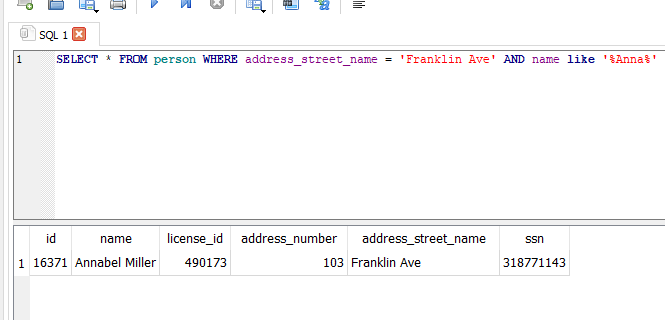 SQL 1
1 SELECT * FROM person WHERE address_street_name = 'Franklin Ave' AND name like '%Anna%'
id name license_id address_number address_street_name ssn
1 16371 Annabel Miller 490173 103 Franklin Ave 318771143